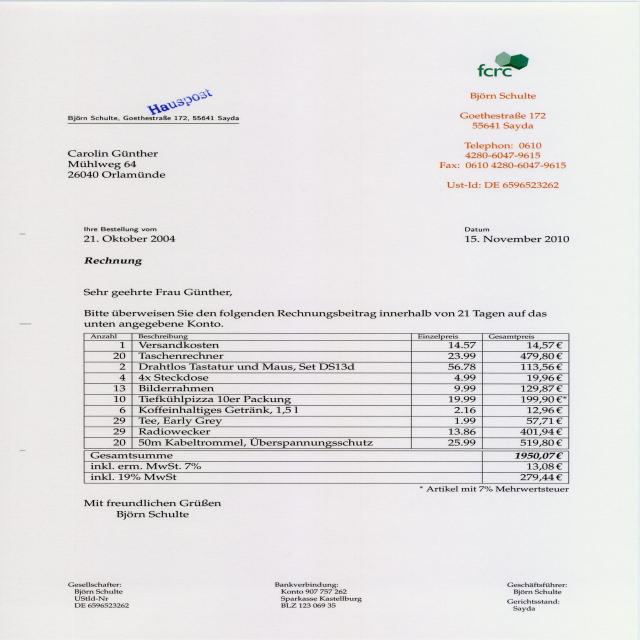 fcrc
Björn Schulte
Goethestraße 172
55641 Sayda
Telephon: 0610
4280-6047-9615
Fax: 0610 4280-6047-9615
Ust-Id: DE 6596523262
Hauspost
Björn Schulte, Goethestraße 172, 55641 Sayda
Carolin Günther
Mühlweg 64
26040 Orlamünde
Ihre Bestellung vom Datum
21. Oktober 2004 15. November 2010
Rechnung
Sehr geehrte Frau Günther,
Bitte überweisen Sie den folgenden Rechnungsbeitrag innerhalb von 21 Tagen auf das
unten angegebene Konto.
Anzahl Beschreibung Einzelpreis Gesamtpreis
1 Versandkosten 14.57 14,57 €
20 Taschenrechner 23.99 479,80 €
2 Drahtlos Tastatur und Maus, Set DS13d 56.78 113,56 €
4 4x Steckdose 4.99 19,96 €
13 Bilderrahmen 9.99 129,87 €
10 Tiefkühlpizza 10er Packung 19.99 199,90 €*
6 Koffeinhaltiges Getränk, 1,5 l 2.16 12,96 €
29 Tee, Early Grey 1.99 57,71 €
29 Radiowecker 13.86 401,94 €
20 50m Kabeltrommel, Überspannungsschutz 25.99 519,80 €
Gesamtsumme 1950,07 €
inkl. erm. MwSt. 7% 13,08 €
inkl. 19% MwSt 279,44 €
* Artikel mit 7% Mehrwertsteuer
Mit freundlichen Grüßen
Björn Schulte
Gesellschafter:
Björn Schulte
UStId-Nr
DE 6596523262
Bankverbindung:
Konto 907 757 262
Sparkasse Kastellburg
BLZ 123 069 35
Geschäftsführer:
Björn Schulte
Gerichtsstand:
Sayda